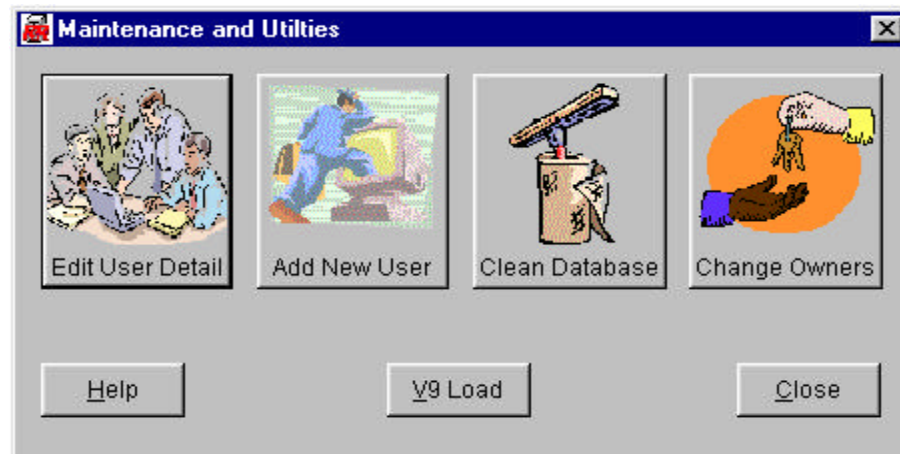 Maintenance and Utilties
Edit User Detail
Add New User
Clean Database
Change Owners
Help
V9 Load
Close